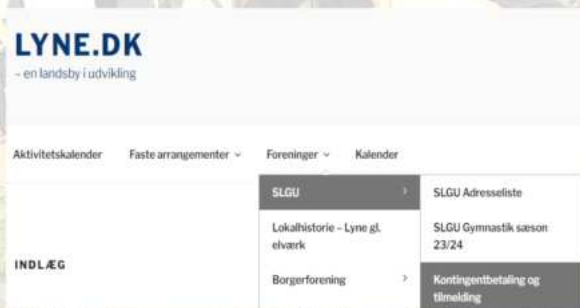 LYNE.DK
– en landsby i udvikling
Aktivitetskalender Faste arrangementer Foreninger Kalender
SLGU
SLGU Adresseliste
Lokalhistorie – Lyne gl.
elværk
SLGU Gymnastik sæson
23/24
INDLÆG
Borgerforening
Kontingentbetaling og
tilmelding